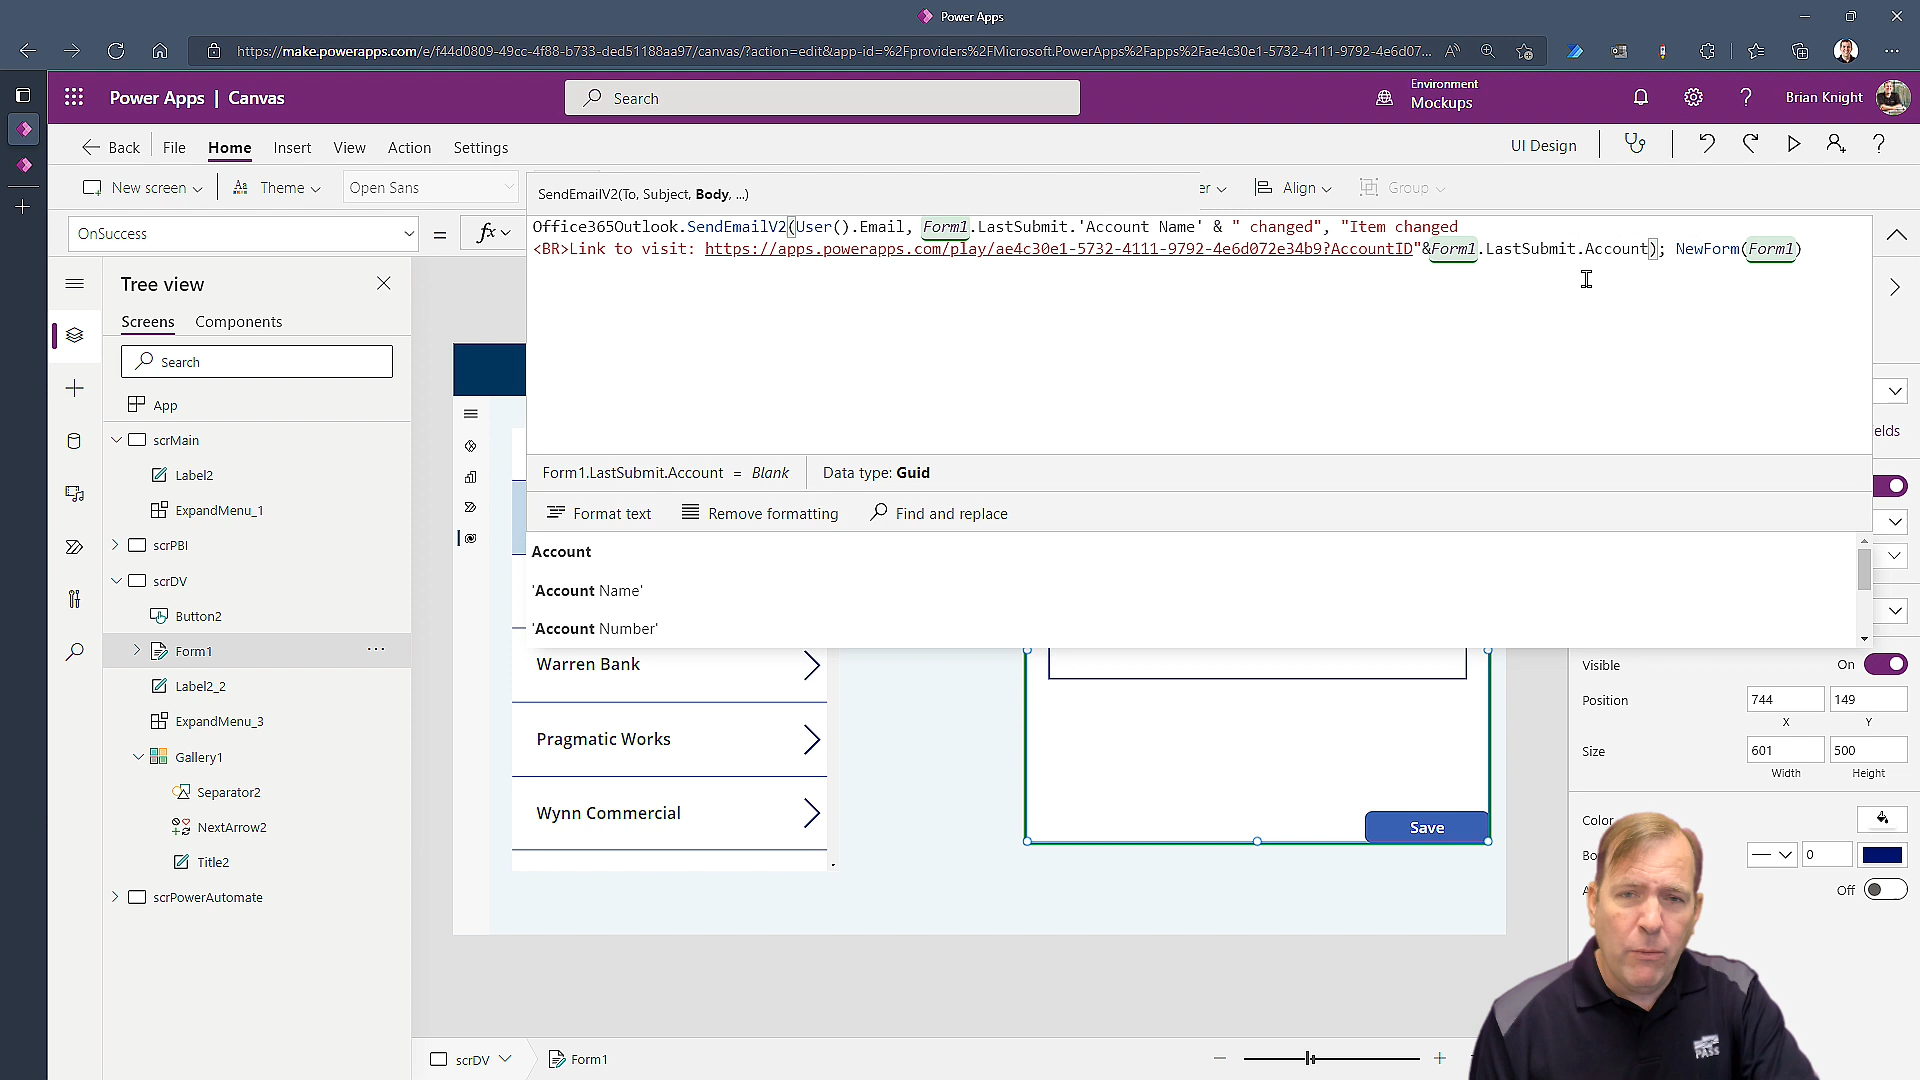 Power Apps
https://make.powerapps.com/e/f44d0809-49cc-4f88-b733-ded51188aa97/canvas/?action=edit&app-id=%2Fproviders%2FMicrosoft.PowerApps%2Fapps%2Fae4c30e1-5732-4111-9792-4e6d07...
Power Apps | Canvas
Search
Environment
Mockups
Brian Knight
Back
File
Home
Insert
View
Action
Settings
UI Design
New screen
Theme
Open Sans
SendEmailV2(To, Subject, Body, ...)
er
Align
Group
OnSuccess
=
fx
Office365Outlook.SendEmailV2(User().Email, Form1.LastSubmit.'Account Name' & " changed", "Item changed
<BR>Link to visit: https://apps.powerapps.com/play/ae4c30e1-5732-4111-9792-4e6d072e34b9?AccountID"&Form1.LastSubmit.Account); NewForm(Form1)
Tree view
Screens
Components
Search
App
scrMain
Label2
ExpandMenu_1
scrPBI
scrDV
Button2
Form1
...
Label2_2
ExpandMenu_3
Gallery1
Separator2
NextArrow2
Title2
scrPowerAutomate
Form1.LastSubmit.Account = Blank
Data type: Guid
Format text
Remove formatting
Find and replace
Account
'Account Name'
'Account Number'
Warren Bank
Pragmatic Works
Wynn Commercial
Save
ields
Visible
On
Position
744
149
X
Y
Size
601
500
Width
Height
Color
Bo
0
Off
PASS
scrDV
Form1